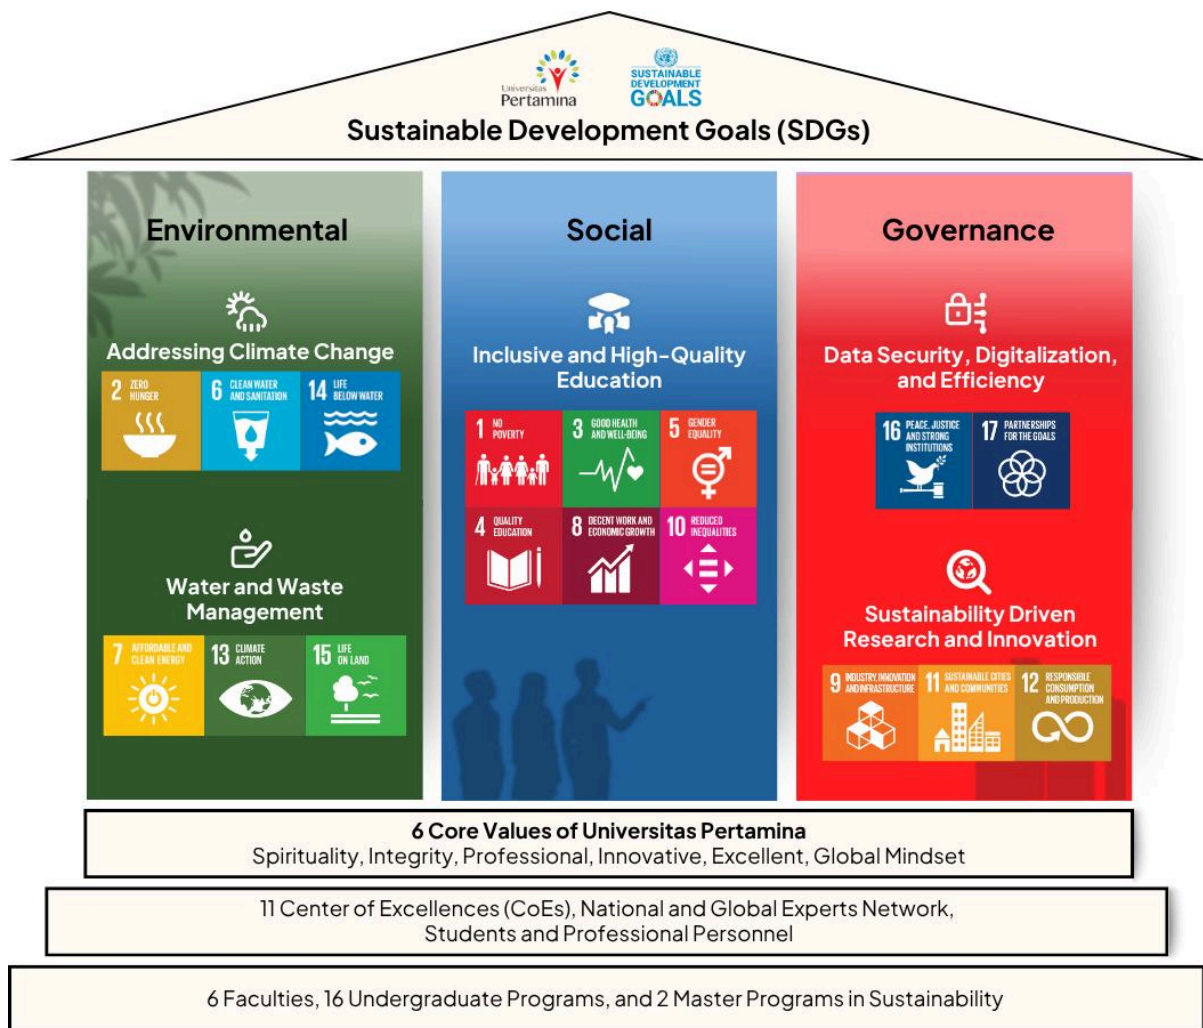 Universitas
Pertamina
SUSTAINABLE
DEVELOPMENT
GOALS
Sustainable Development Goals (SDGs)
Environmental
Addressing Climate Change
2 ZERO
HUNGER
6 CLEAN WATER
AND SANITATION
14 LIFE
BELOW WATER
Water and Waste
Management
7 AFFORDABLE AND
CLEAN ENERGY
13 CLIMATE
ACTION
15 LIFE
ON LAND
Social
Inclusive and High-Quality
Education
1 NO
POVERTY
3 GOOD HEALTH
AND WELL-BEING
5 GENDER
EQUALITY
4 QUALITY
EDUCATION
8 DECENT WORK AND
ECONOMIC GROWTH
10 REDUCED
INEQUALITIES
Governance
Data Security, Digitalization,
and Efficiency
16 PEACE, JUSTICE
AND STRONG
INSTITUTIONS
17 PARTNERSHIPS
FOR THE GOALS
Sustainability Driven
Research and Innovation
9 INDUSTRY, INNOVATION
AND INFRASTRUCTURE
11 SUSTAINABLE CITIES
AND COMMUNITIES
12 RESPONSIBLE
CONSUMPTION
AND PRODUCTION
6 Core Values of Universitas Pertamina
Spirituality, Integrity, Professional, Innovative, Excellent, Global Mindset
11 Center of Excellences (CoEs), National and Global Experts Network,
Students and Professional Personnel
6 Faculties, 16 Undergraduate Programs, and 2 Master Programs in Sustainability